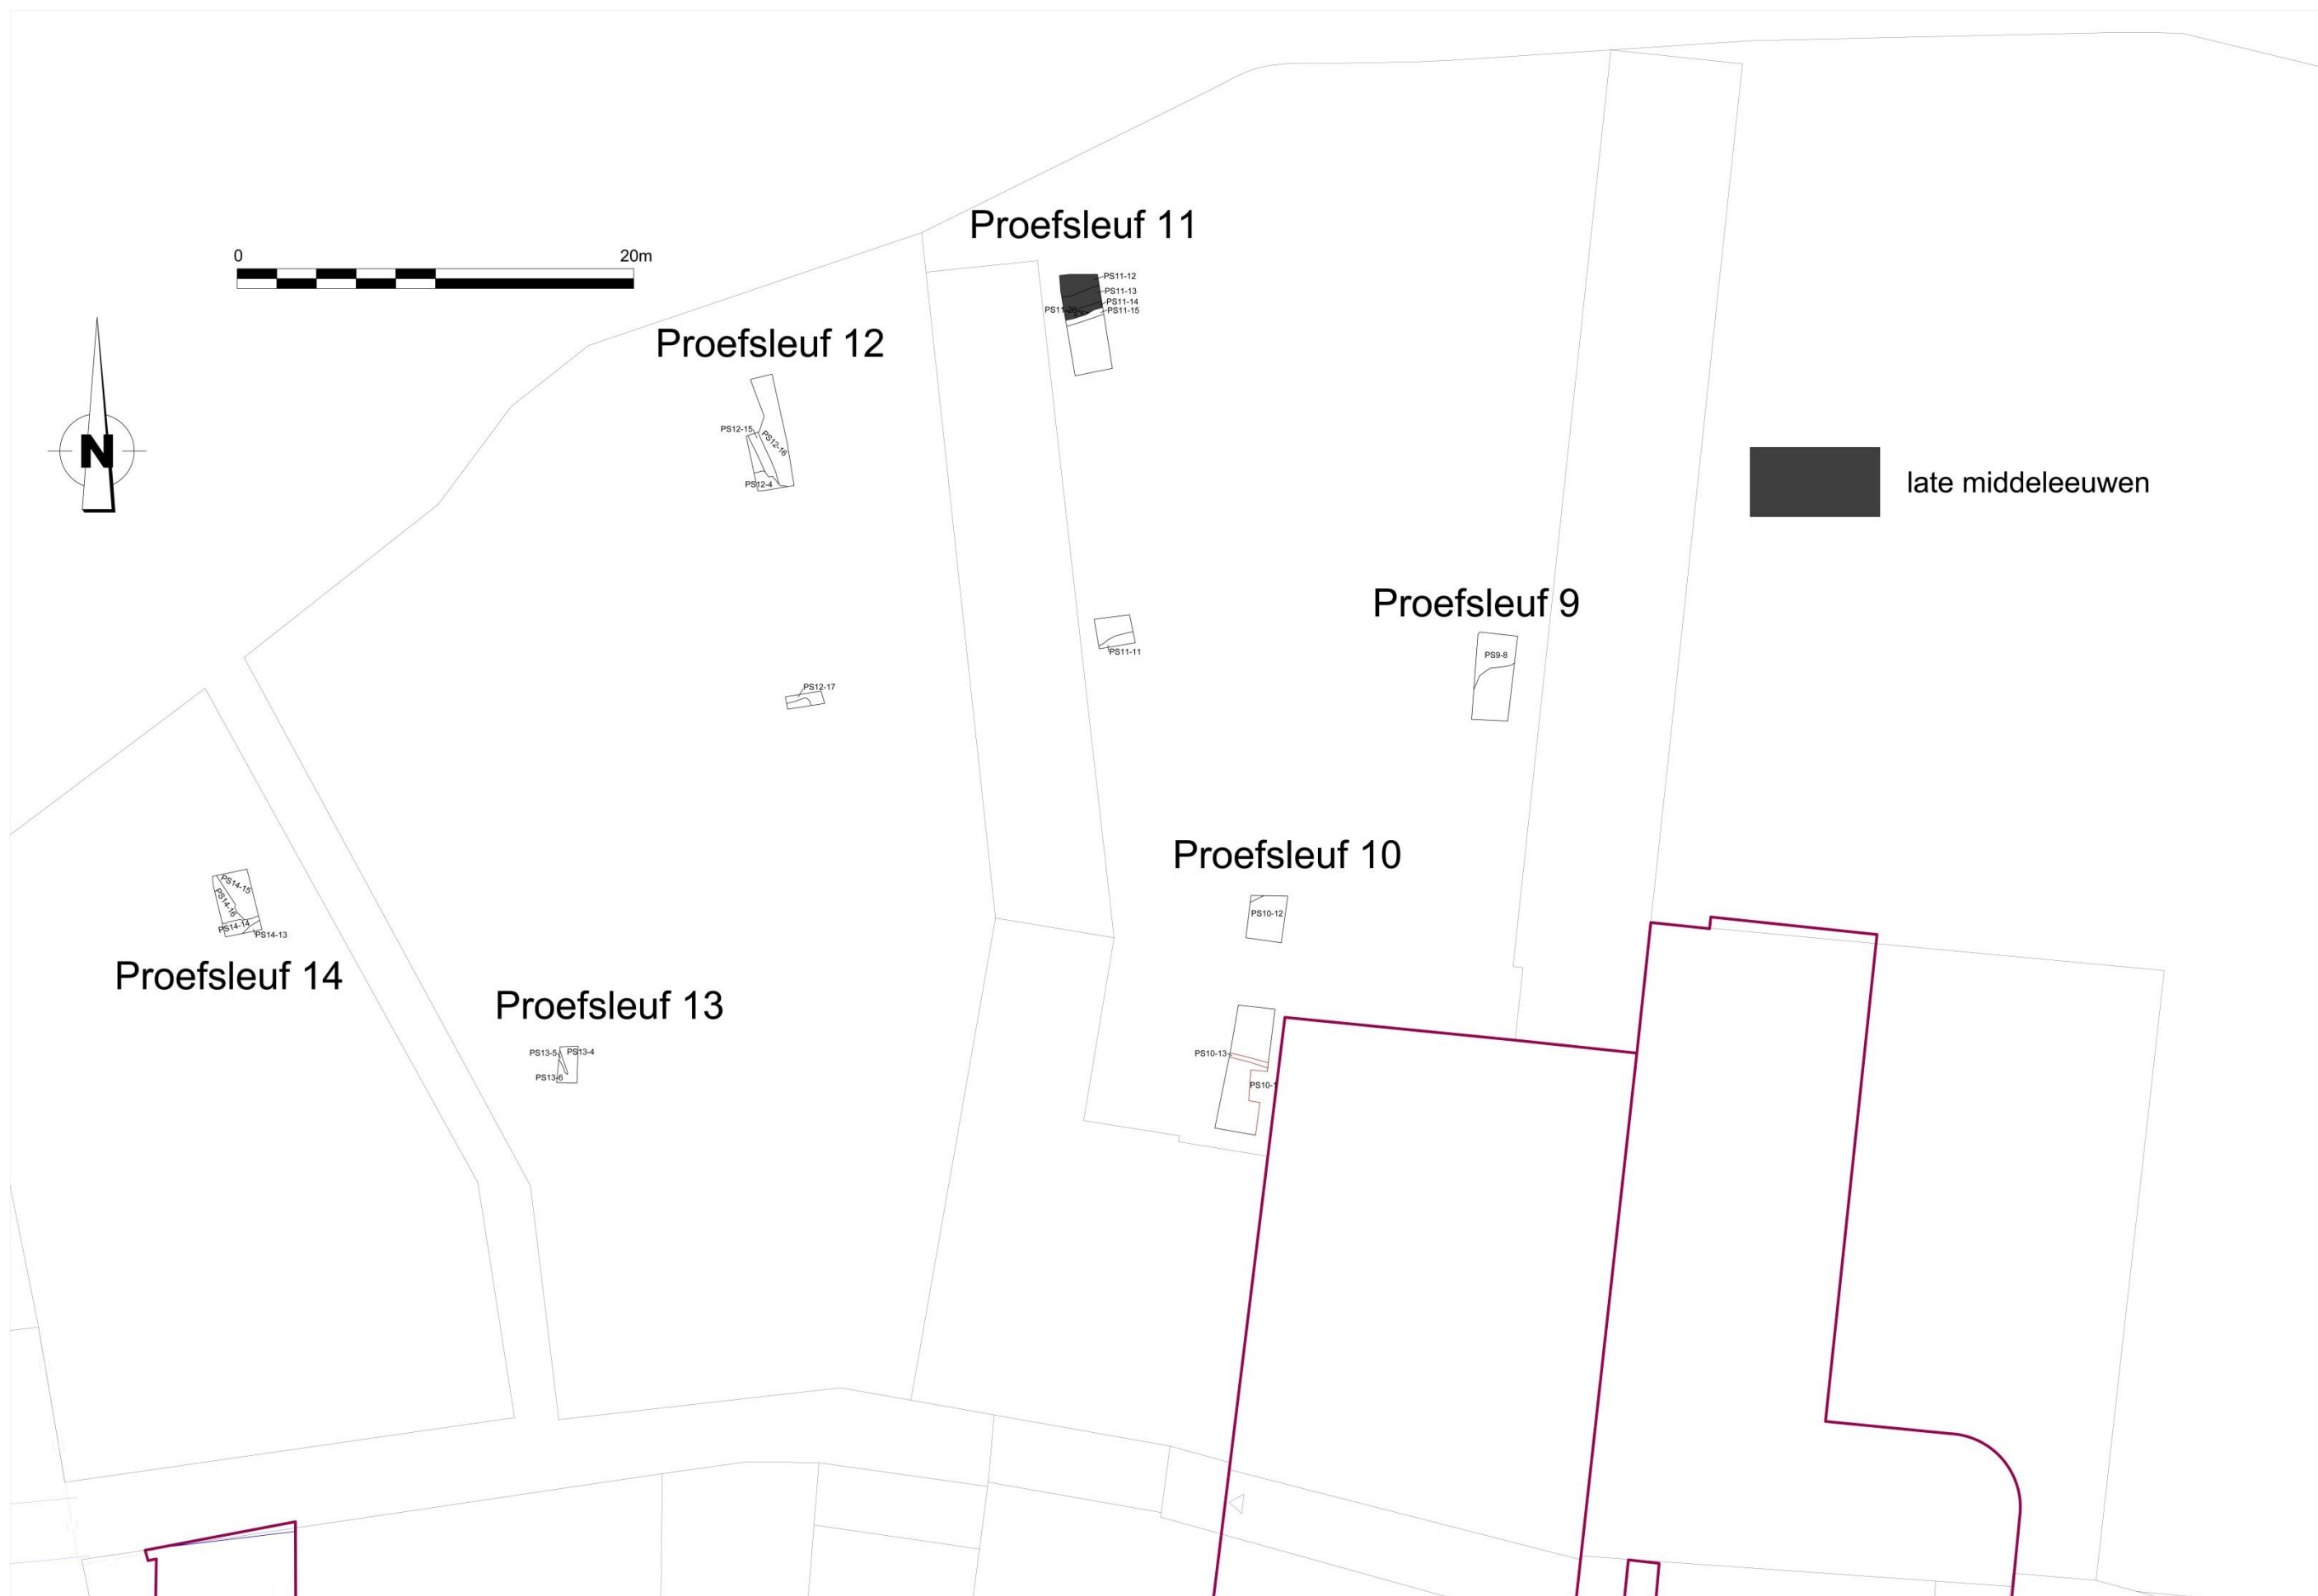 Proefsleuf 11
0
20m
PS11-12
PS11-13
PS11-14
PS11-15
Proefsleuf 12
N
PS12-15
PS12-16
PS12-4
late middeleeuwen
Proefsleuf 9
PS9-8
PS11-11
PS12-17
Proefsleuf 10
PS10-12
PS14-15
PS14-16
PS14-14
PS14-13
Proefsleuf 14
Proefsleuf 13
PS13-5
PS13-4
PS13-6
PS10-13
PS10-1